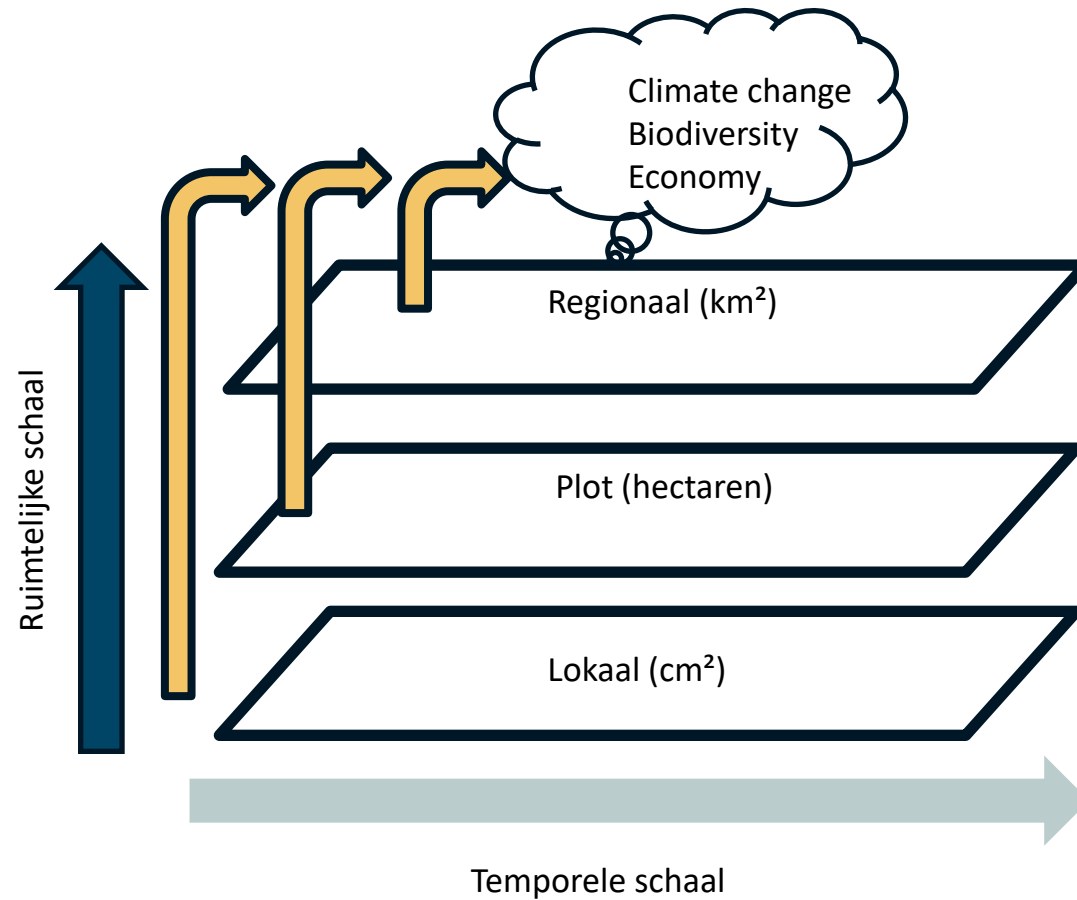 Climate change
Biodiversity
Economy
Regionaal (km²)
Plot (hectaren)
Lokaal (cm²)
Ruimtelijke schaal
Temporele schaal